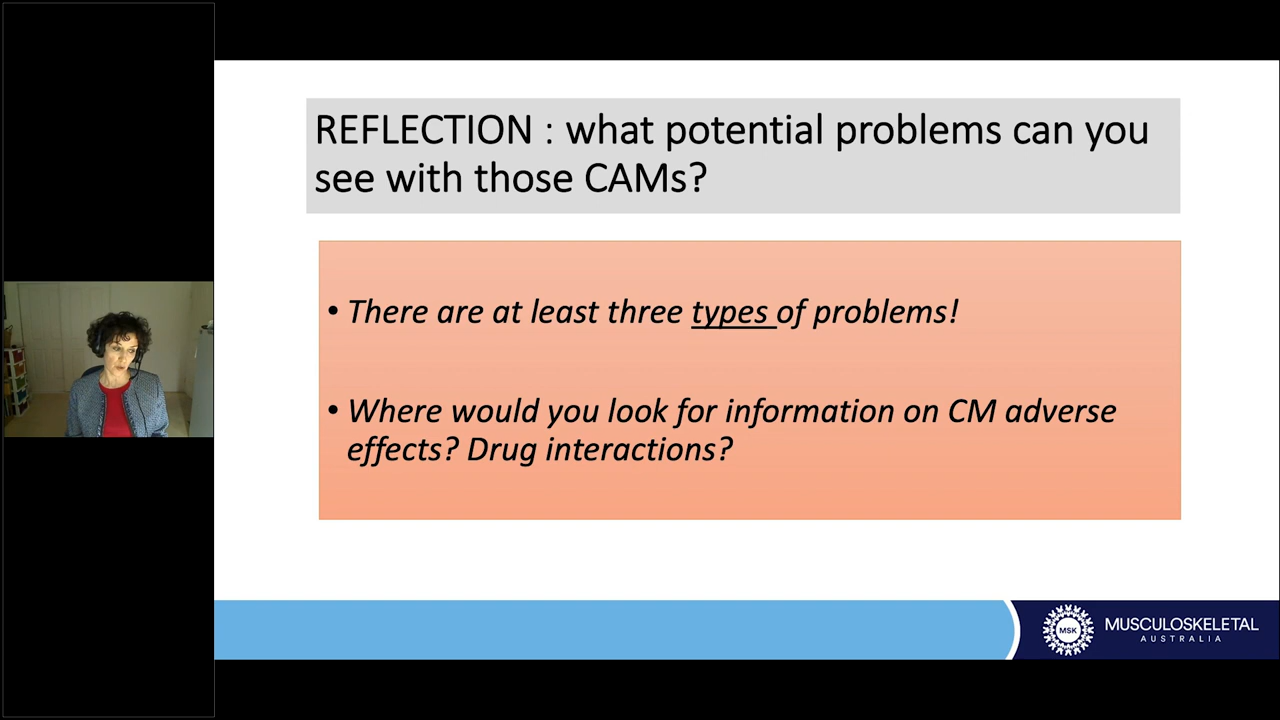 REFLECTION : what potential problems can you
see with those CAMs?
• There are at least three types of problems!
• Where would you look for information on CM adverse
effects? Drug interactions?
MSK
MUSCULOSKELETAL
AUSTRALIA